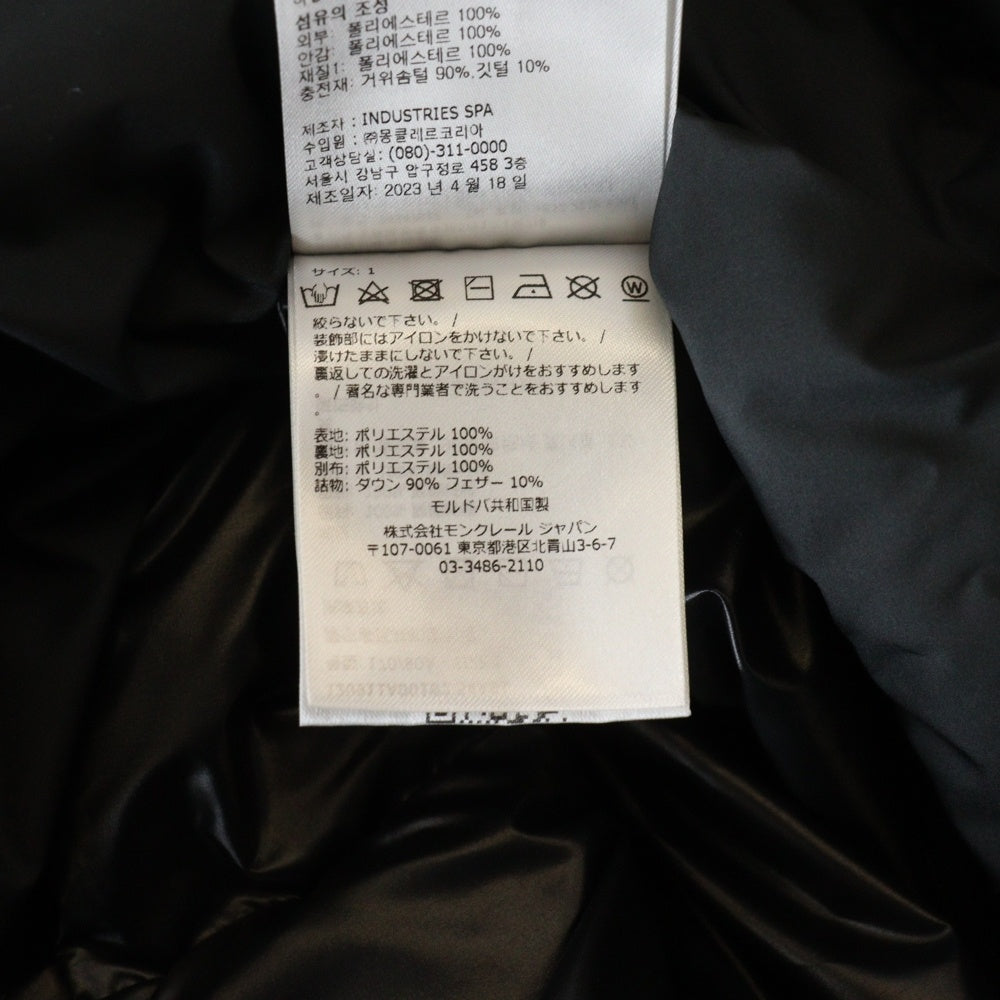 섬유의 조성
외부: 폴리에스테르 100%
안감: 폴리에스테르 100%
재질1: 폴리에스테르 100%
충전재: 거위솜털 90%,깃털 10%
제조자 : INDUSTRIES SPA
수입원 : ㈜몽클레르코리아
고객상담실: (080)-311-0000
서울시 강남구 압구정로 458 3층
제조일자: 2023 년 4 월 18 일
サイズ: 1
W
絞らないで下さい。 /
装飾部にはアイロンをかけないで下さい。 /
浸けたままにしないで下さい。 /
裏返しての洗濯とアイロンがけをおすすめします
。 / 著名な専門業者で洗うことをおすすめします
。
表地: ポリエステル 100%
裏地: ポリエステル 100%
別布: ポリエステル 100%
詰物: ダウン 90% フェザー 10%
モルドバ共和国製
株式会社モンクレール ジャパン
〒107-0061 東京都港区北青山3-6-7
03-3486-2110